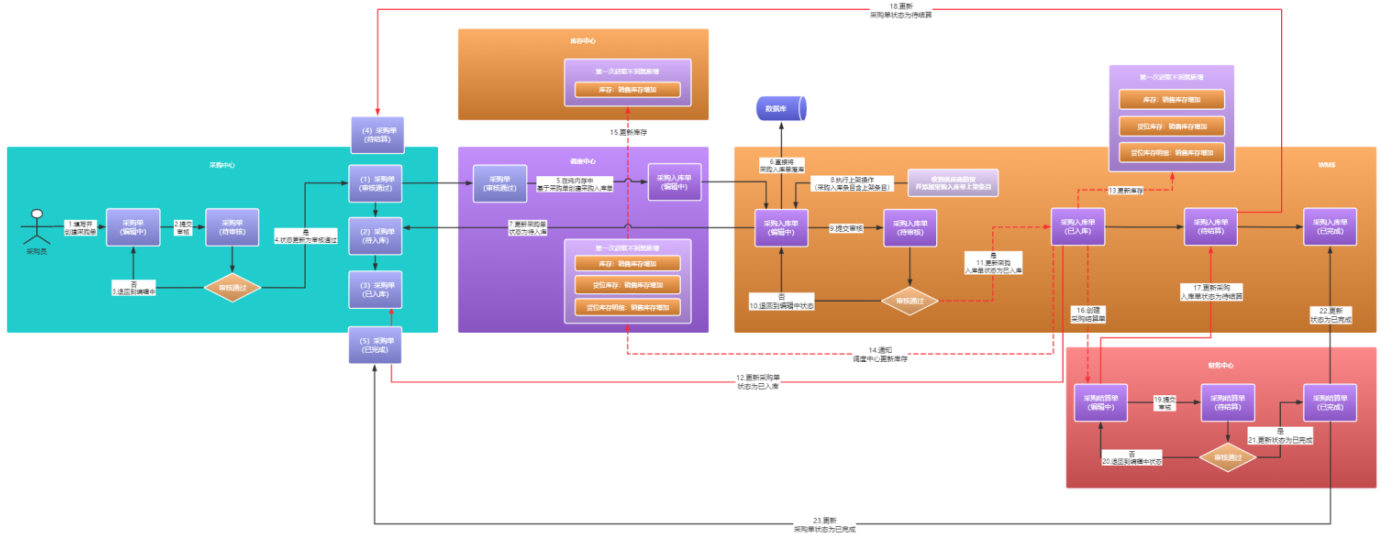 18.更新
采购单状态为待结算
库存中心
第一次获取不到就新增
库存：销售库存增加
15.更新库存
(4) 采购单
(待结算)
采购中心
采购员
1.填写并
创建采购单
采购单
(编辑中)
2.提交
审核
采购单
(待审核)
审核通过
否
3.退回到编辑中
是
4.状态更新为审核通过
(1) 采购单
(审核通过)
(2) 采购单
(待入库)
(3) 采购单
(已入库)
(5) 采购单
(已完成)
调度中心
采购单
(审核通过)
5.在纯内存中
基于采购单创建采购入库单
采购入库单
(编辑中)
7.更新采购单
状态为待入库
第一次获取不到就新增
库存：销售库存增加
货位库存：销售库存增加
货位库存明细：销售库存增加
14.通知
调度中心更新库存
12.更新采购单
状态为已入库
数据库
6.直接将
采购入库单落库
WMS
8.执行上架操作
(采购入库条目含上架条目)
采购入库单
(编辑中)
9.提交审核
采购入库单
(待审核)
审核通过
否
10.退回到编辑中状态
是
11.更新采购
入库单状态为已入库
采购入库单
(已入库)
13.更新库存
第一次获取不到就新增
库存：销售库存增加
货位库存：销售库存增加
货位库存明细：销售库存增加
采购入库单
(待结算)
采购入库单
(已完成)
16.创建
采购结算单
17.更新采购
入库单状态为待结算
22.更新
状态为已完成
财务中心
采购结算单
(编辑中)
19.提交
审核
采购结算单
(待结算)
审核通过
否
20.退回到编辑中状态
是
21.更新状态为已完成
采购结算单
(已完成)
23.更新
采购单状态为已完成